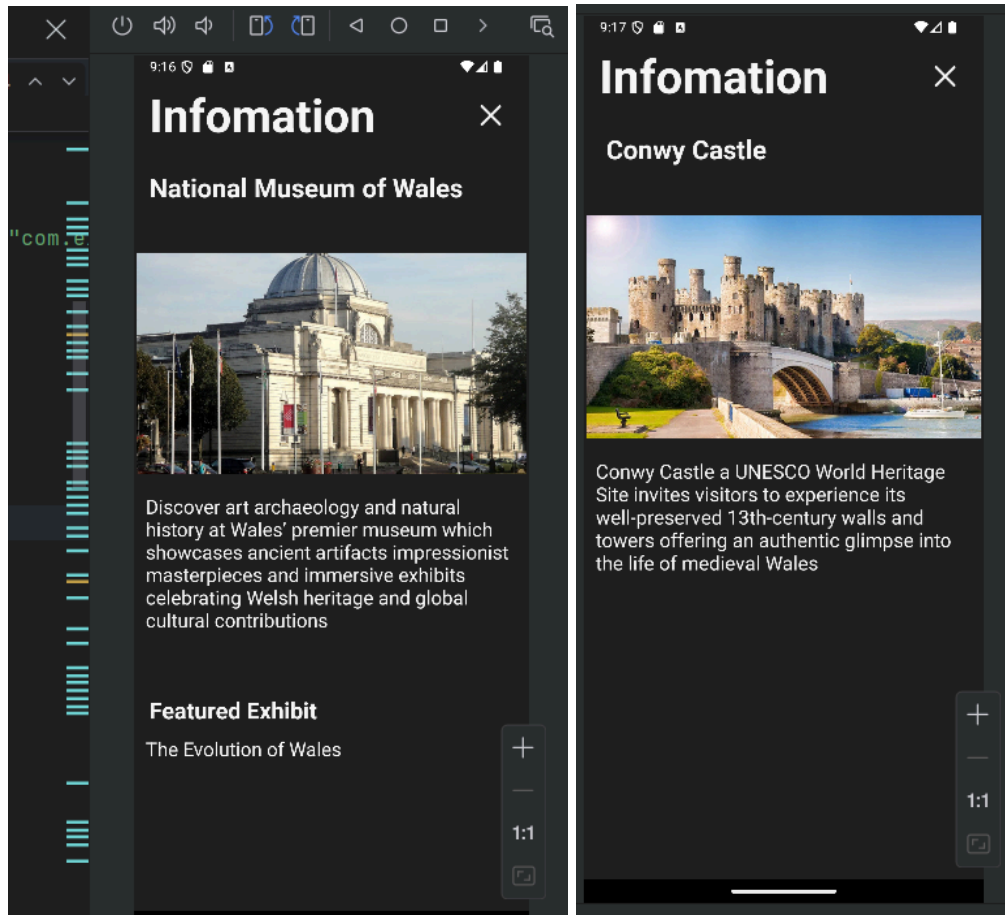 9:16
Infomation
National Museum of Wales
"com.e
Discover art archaeology and natural
history at Wales’ premier museum which
showcases ancient artifacts impressionist
masterpieces and immersive exhibits
celebrating Welsh heritage and global
cultural contributions
Featured Exhibit
The Evolution of Wales
1:1
9:17
Infomation
Conwy Castle
Conwy Castle a UNESCO World Heritage
Site invites visitors to experience its
well-preserved 13th-century walls and
towers offering an authentic glimpse into
the life of medieval Wales
1:1